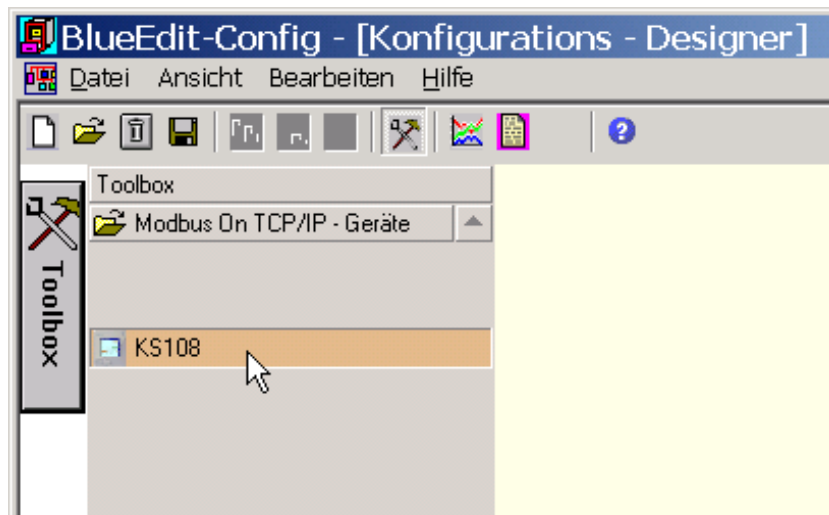 BlueEdit-Config - [Konfigurations - Designer]
Datei Ansicht Bearbeiten Hilfe
Toolbox
Modbus On TCP/IP - Geräte
Toolbox
KS108